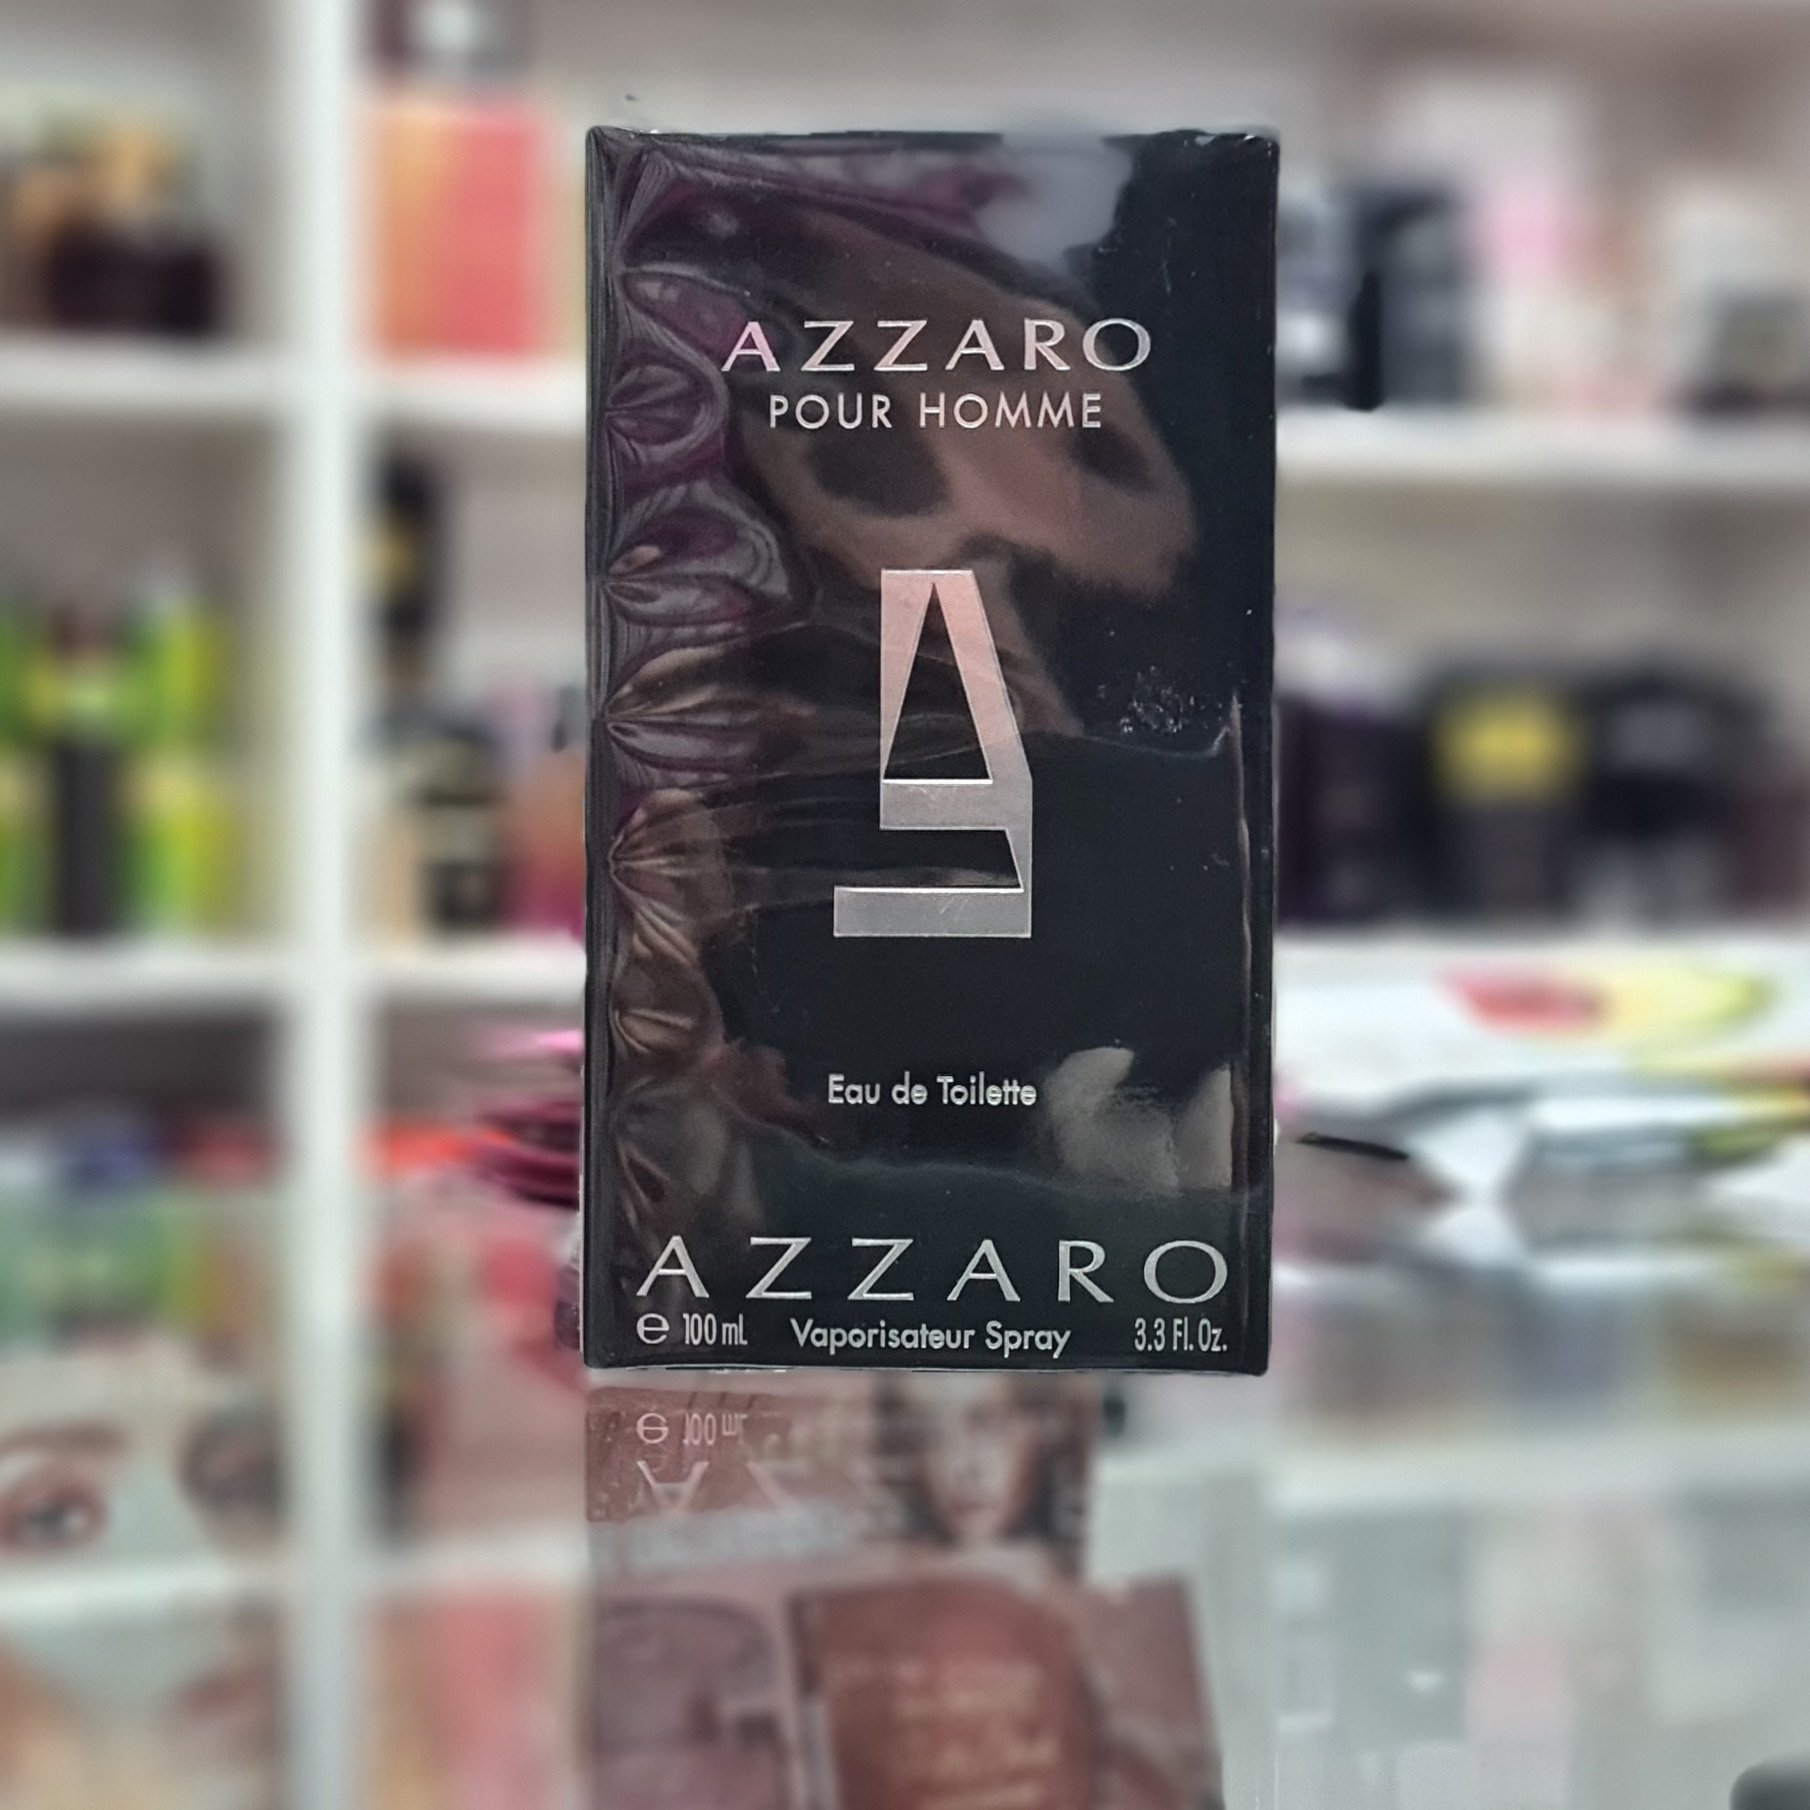 AZZARO
POUR HOMME
Eau de Toilette
AZZARO
e 100 mL Vaporisateur Spray 3.3 Fl. Oz.